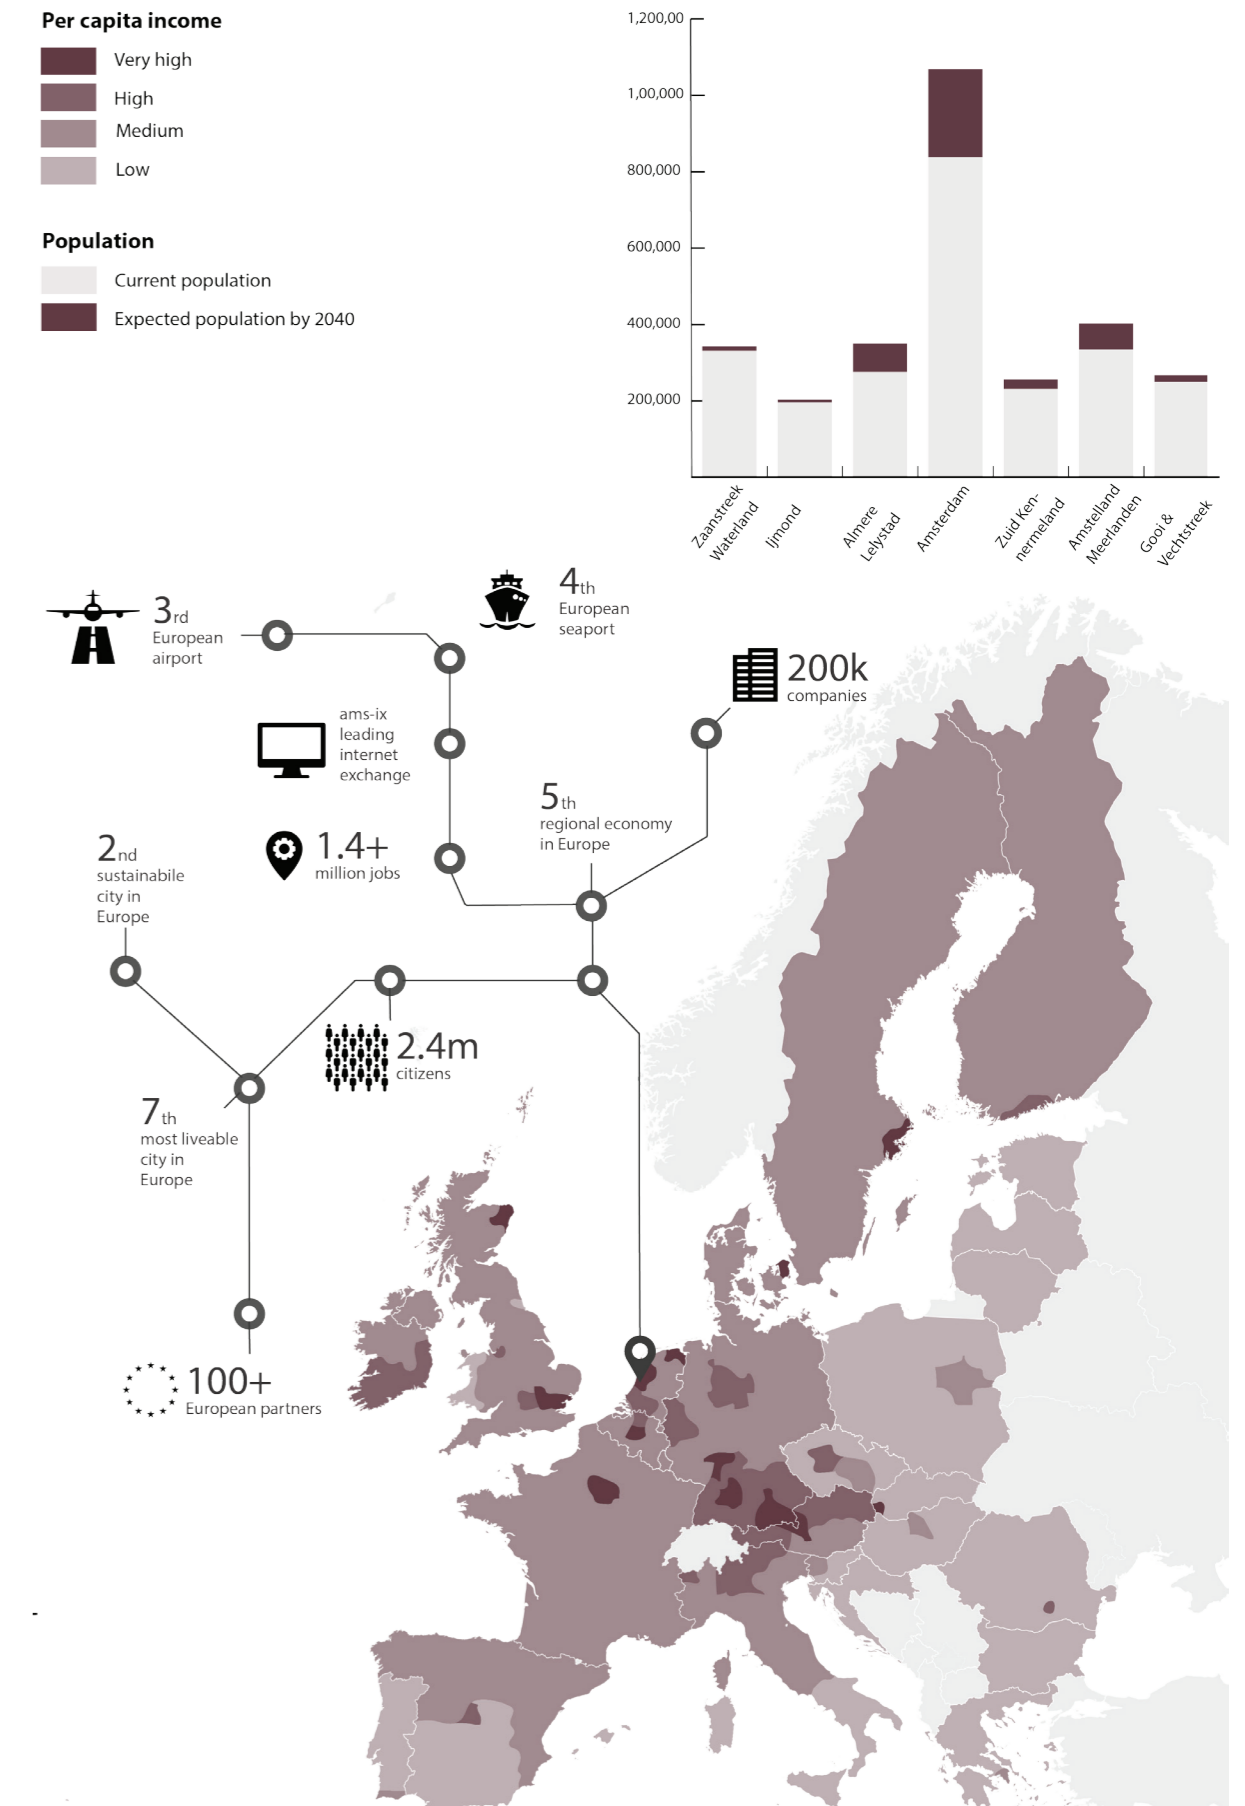 Per capita income
Very high
High
Medium
Low
Population
Current population
Expected population by 2040
1,200,00
1,00,000
800,000
600,000
400,000
200,000
Zaanstreek
Waterland
Ijmond
Almere
Lelystad
Amsterdam
Zuid Ken-
nermeland
Amstelland
Meerlanden
Gooi &
Vechtstreek
3rd
European
airport
4th
European
seaport
200k
companies
ams-ix
leading
internet
exchange
5th
regional economy
in Europe
1.4+
million jobs
2nd
sustainabile
city in
Europe
2.4m
citizens
7th
most liveable
city in
Europe
100+
European partners
-